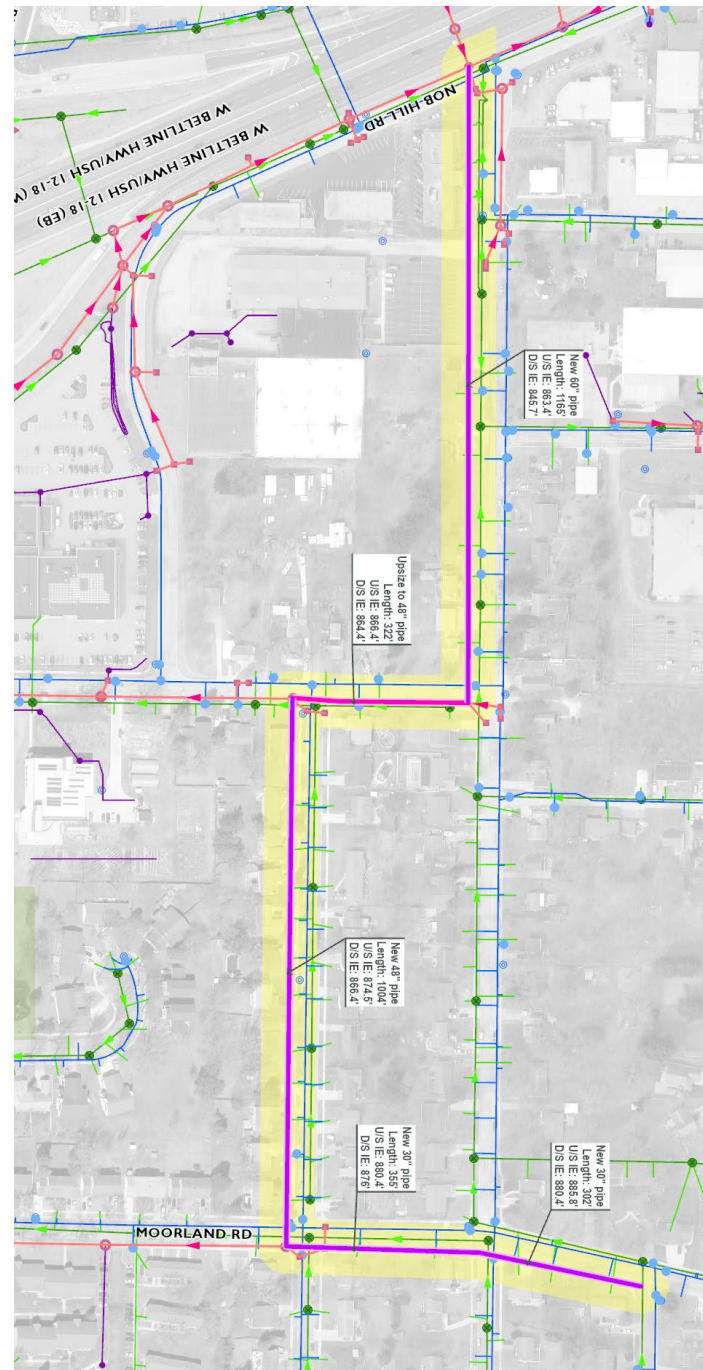 NOB HILL RD
W BELTLINE HWY/USH 12-18 (EB)
W BELTLINE HWY/USH 12-18 (W
New 60" pipe
Length: 1165'
U/S IE: 863.4'
D/S IE: 845.7'
Upsize to 48" pipe
Length: 322'
U/S IE: 866.4'
D/S IE: 864.4'
New 48" pipe
Length: 1004'
U/S IE: 874.5'
D/S IE: 866.4'
New 30" pipe
Length: 355'
U/S IE: 880.4'
D/S IE: 876'
New 30" pipe
Length: 302'
U/S IE: 885.8'
D/S IE: 880.4'
MOORLAND RD